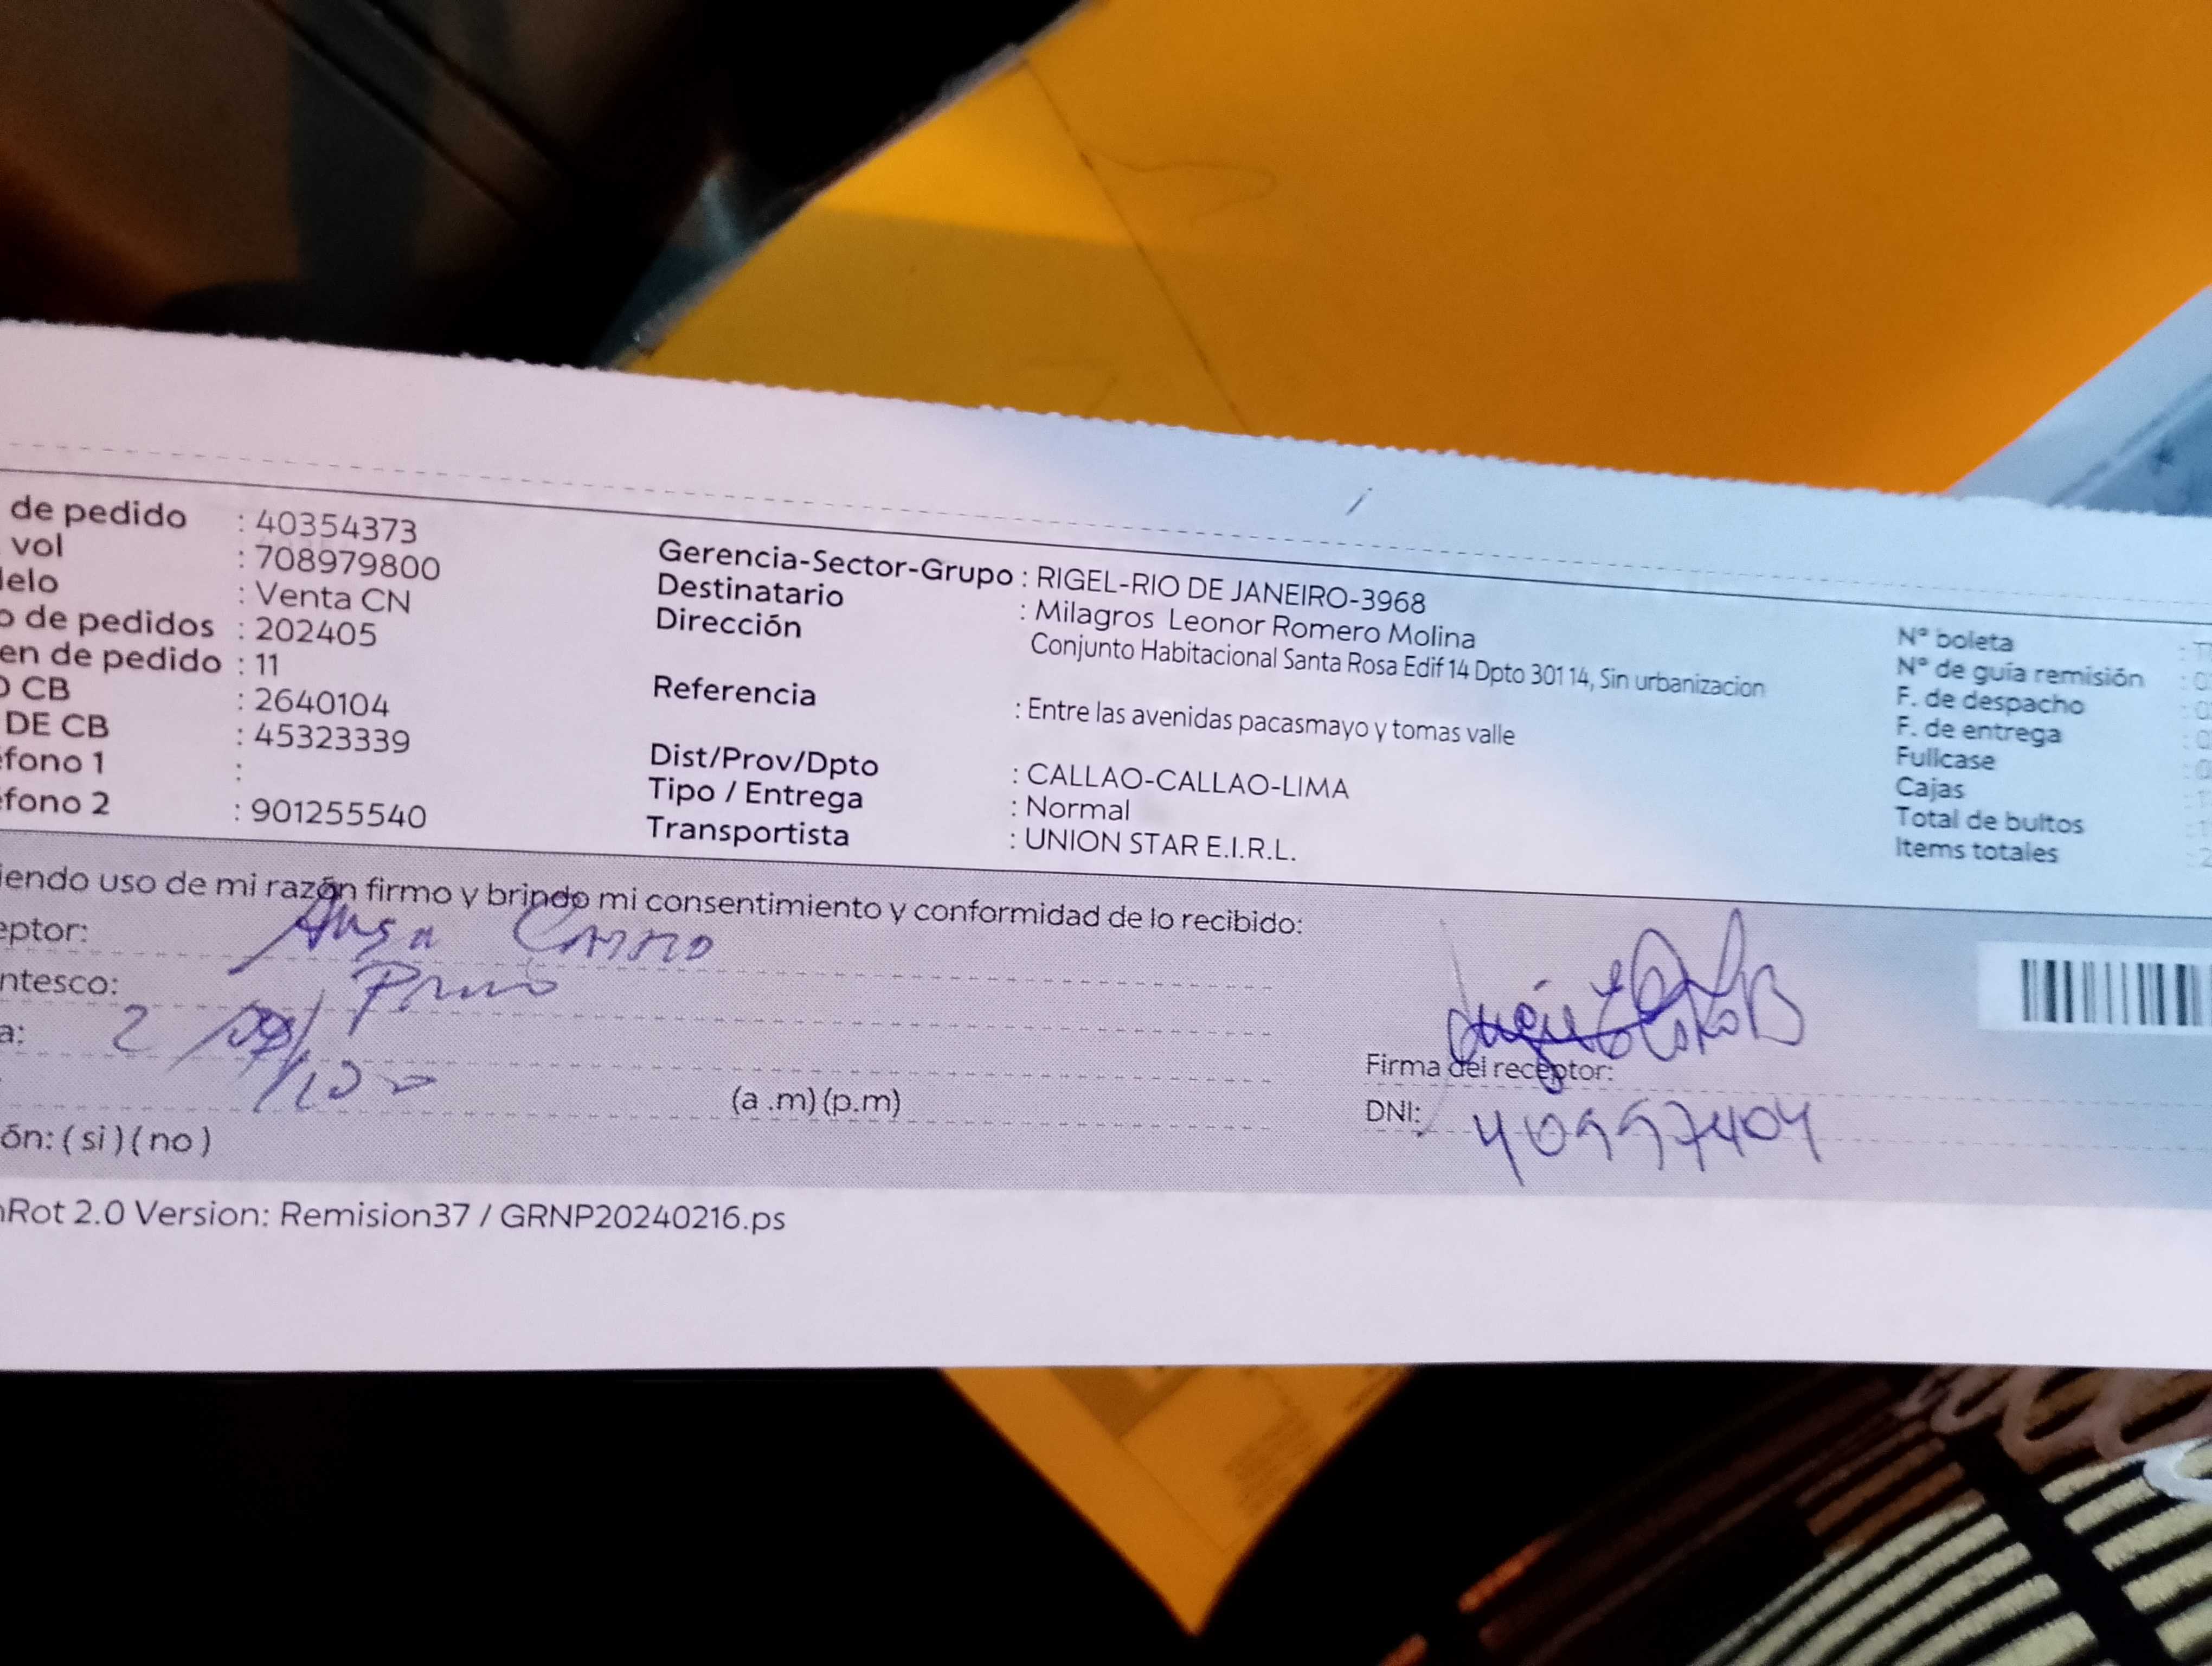 de pedido : 40354373
vol : 708979800
elo : Venta CN
o de pedidos : 202405
en de pedido : 11
O CB : 2640104
DE CB : 45323339
éfono 1 :
éfono 2 : 901255540
Gerencia-Sector-Grupo : RIGEL-RIO DE JANEIRO-3968
Destinatario : Milagros Leonor Romero Molina
Dirección Conjunto Habitacional Santa Rosa Edif 14 Dpto 301 14, Sin urbanizacion
Referencia : Entre las avenidas pacasmayo y tomas valle
Dist/Prov/Dpto : CALLAO-CALLAO-LIMA
Tipo / Entrega : Normal
Transportista : UNION STAR E.I.R.L.
N° boleta :
N° de guía remisión :
F. de despacho :
F. de entrega :
Fullcase :
Cajas :
Total de bultos :
Items totales :
iendo uso de mi razón firmo y brindo mi consentimiento y conformidad de lo recibido:
eptor:
ntesco:
a: 2
(a .m) (p.m)
ón: ( si ) ( no )
Firma del receptor:
DNI: 40997404
nRot 2.0 Version: Remision37 / GRNP20240216.ps